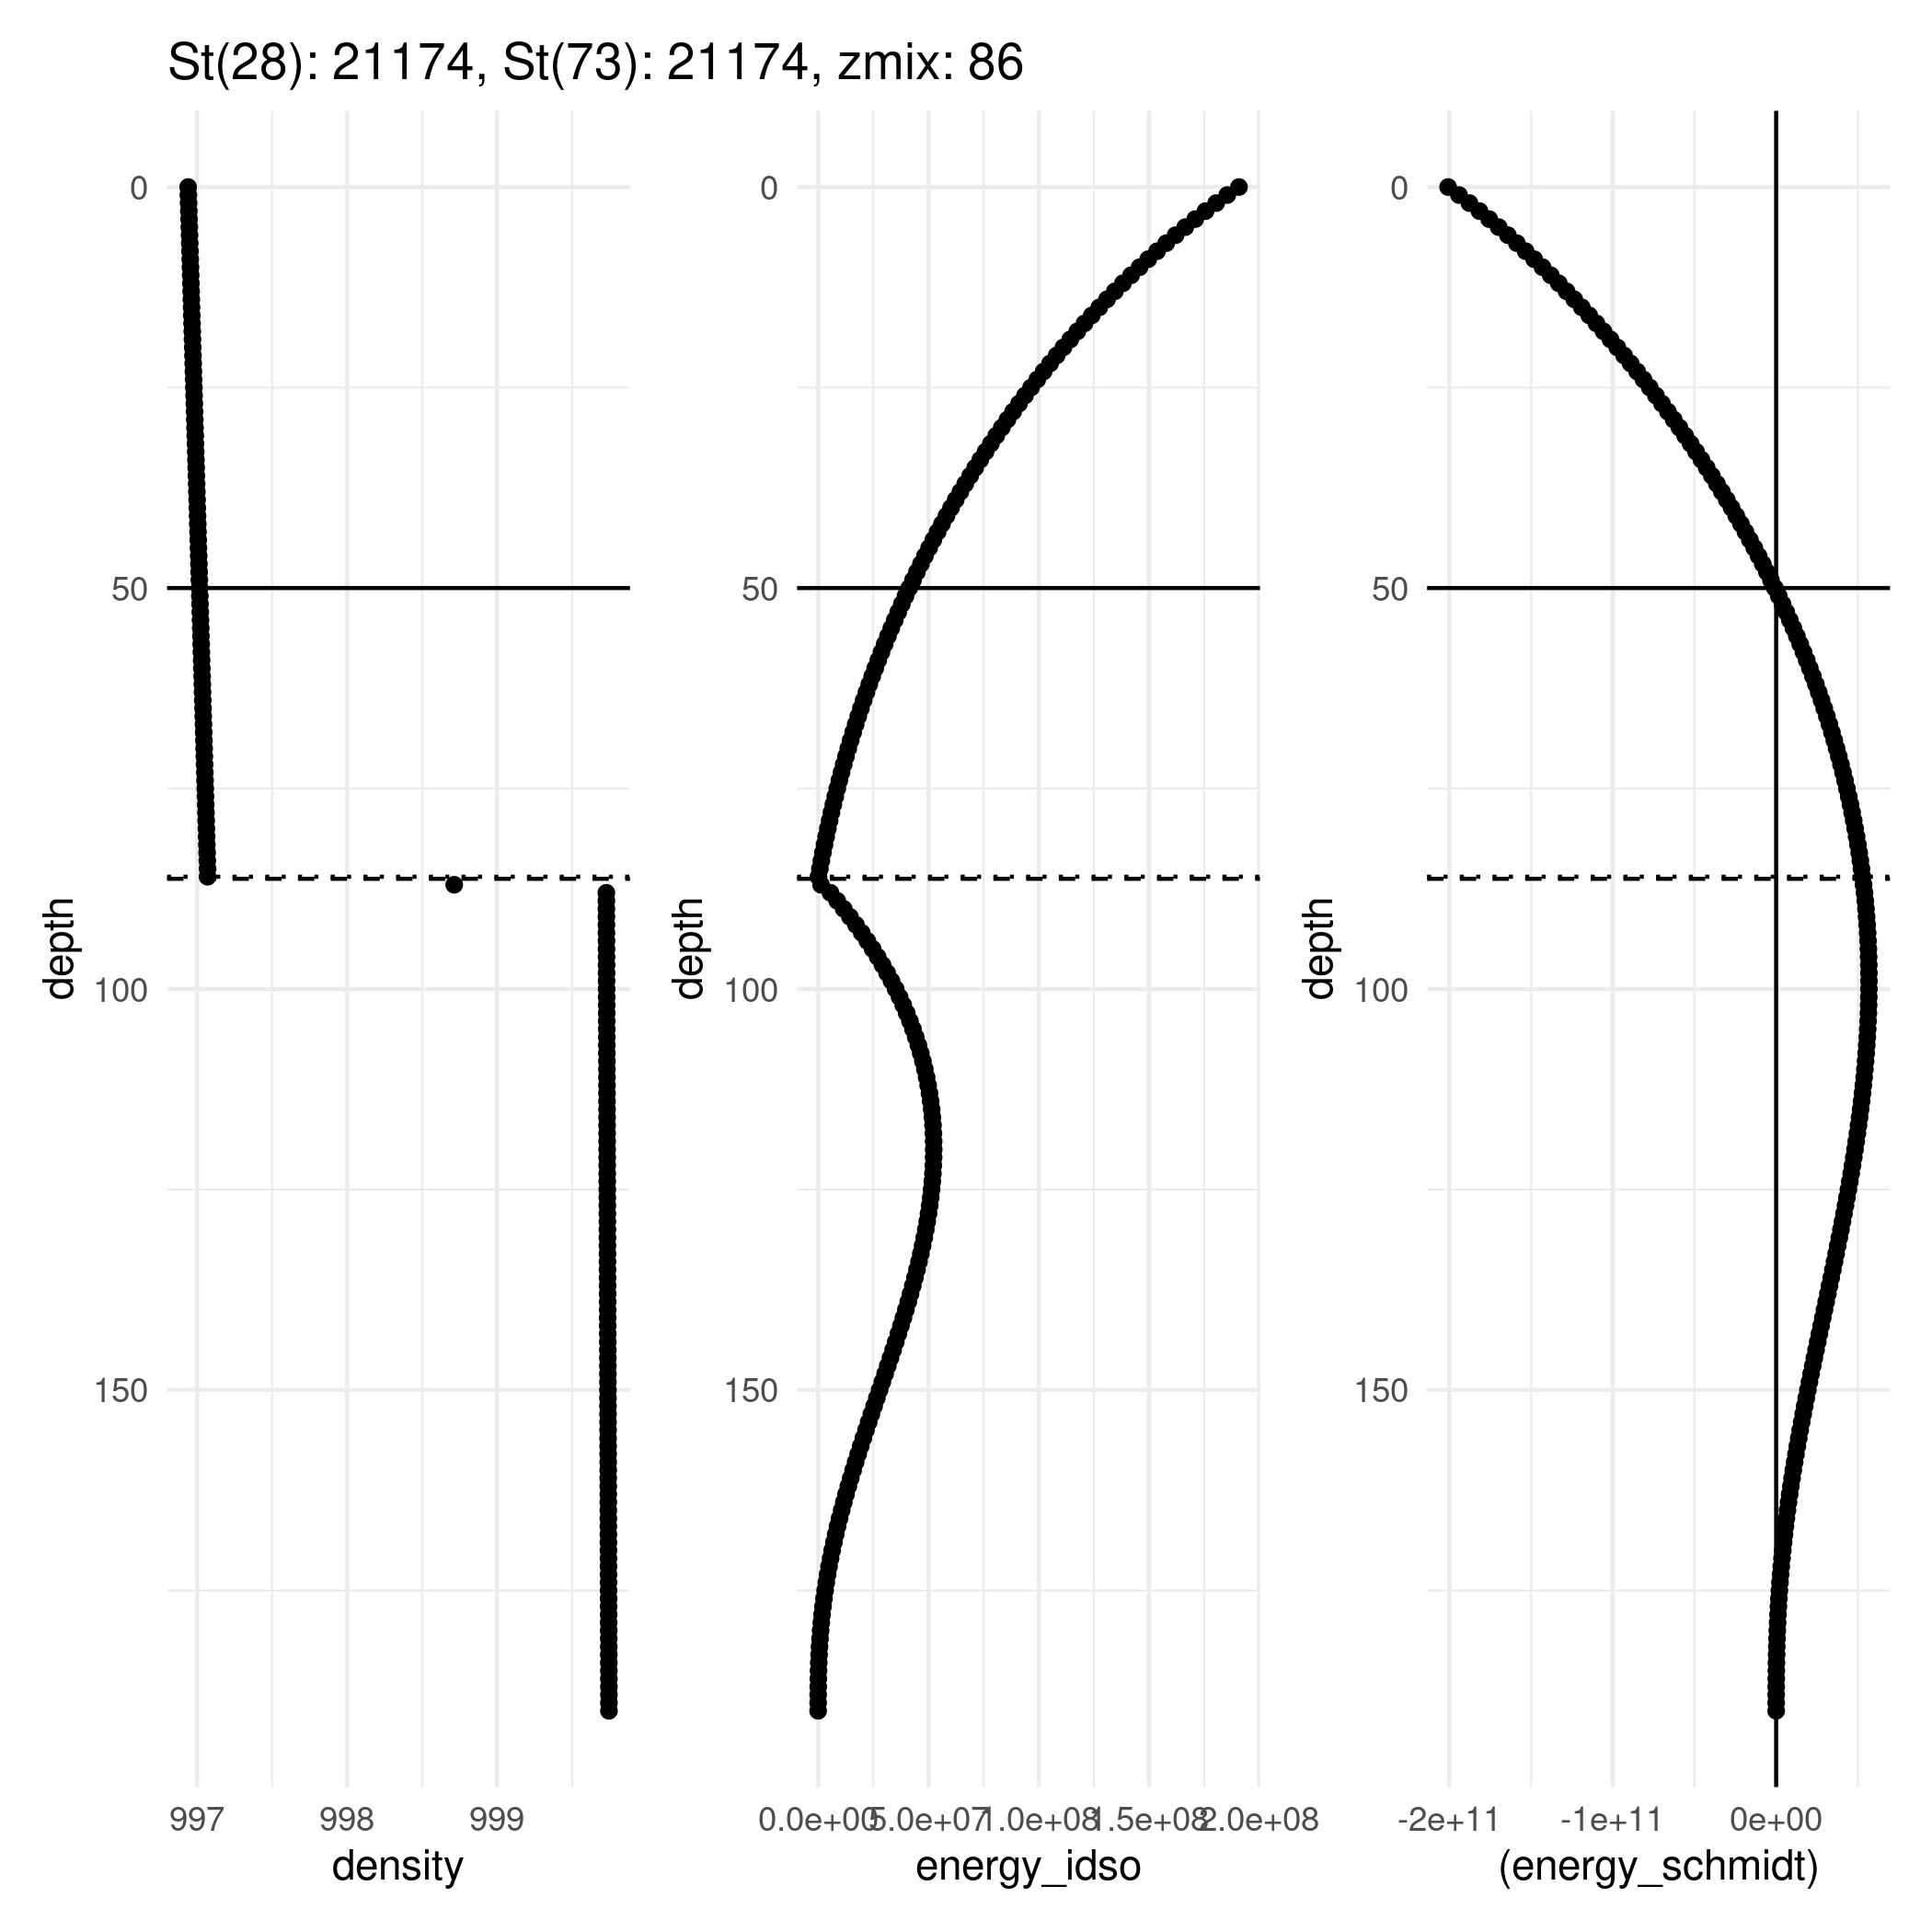 St(28): 21174, St(73): 21174, zmix: 86
0
50
100
150
depth
997 998 999
density
0
50
100
150
depth
0.0e+00 5.0e+07 1.0e+08 1.5e+08 2.0e+08
energy_idso
0
50
100
150
depth
-2e+11 -1e+11 0e+00
(energy_schmidt)